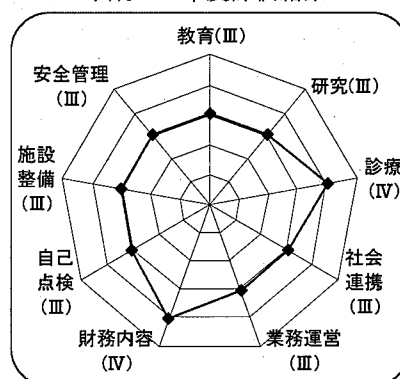 教育(Ⅲ)
研究(Ⅲ)
診療
(Ⅳ)
社会
連携
(Ⅲ)
業務運営
(Ⅲ)
財務内容
(Ⅳ)
自己
点検
(Ⅲ)
施設
整備
(Ⅲ)
安全管理
(Ⅲ)